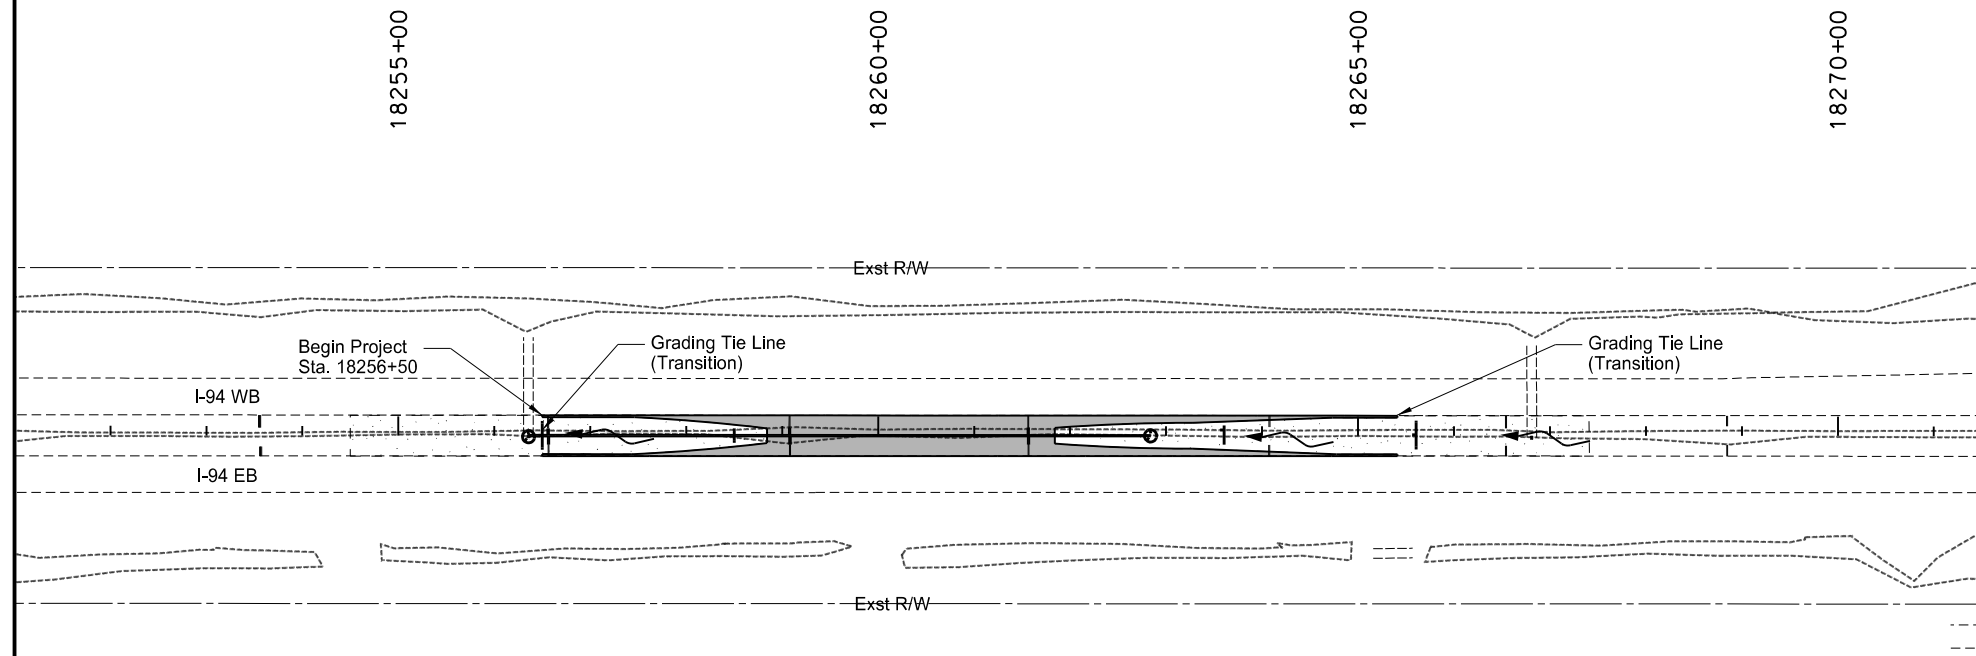 18255+00
18260+00
18265+00
18270+00
Exst R/W
Begin Project
Sta. 18256+50
Grading Tie Line
(Transition)
Grading Tie Line
(Transition)
I-94 WB
I-94 EB
Exst R/W